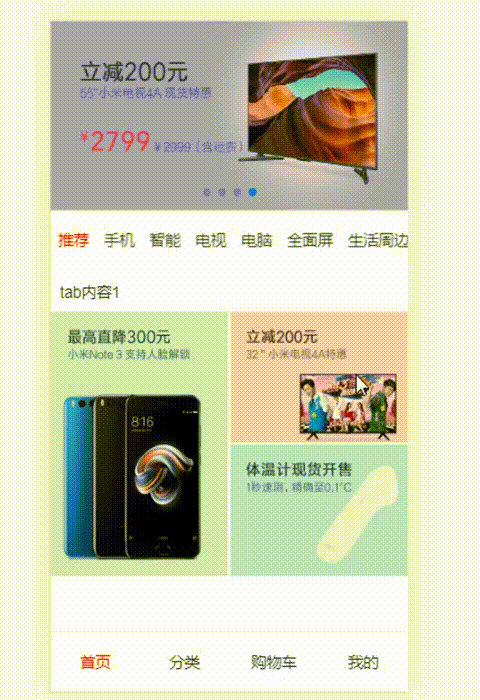 立减200元
55"小米电视4A 现货特惠
¥2799 ¥2999 (含地表)
推荐 手机 智能 电视 电脑 全面屏 生活周边
tab内容1
最高直降300元
小米Note 3 支持人脸解锁
8:16
立减200元
32 " 小米电视4A特惠
体温计现货开售
1秒速测, 精确至0.1°C
首页 分类 购物车 我的